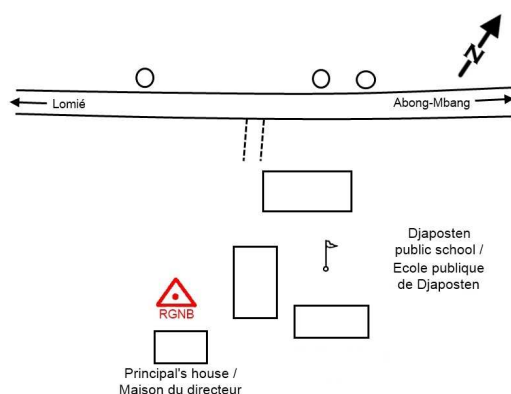 N
Lomié
Abong-Mbang
Djaposten
public school /
Ecole publique
de Djaposten
RGNB
Principal's house /
Maison du directeur